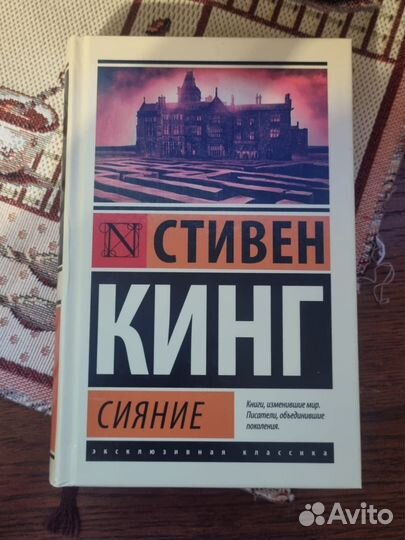 N
СТИВЕН
КИНГ
СИЯНИЕ
Книги, изменившие мир.
Писатели, объединившие
поколения.
эксклюзивная классика
Avito